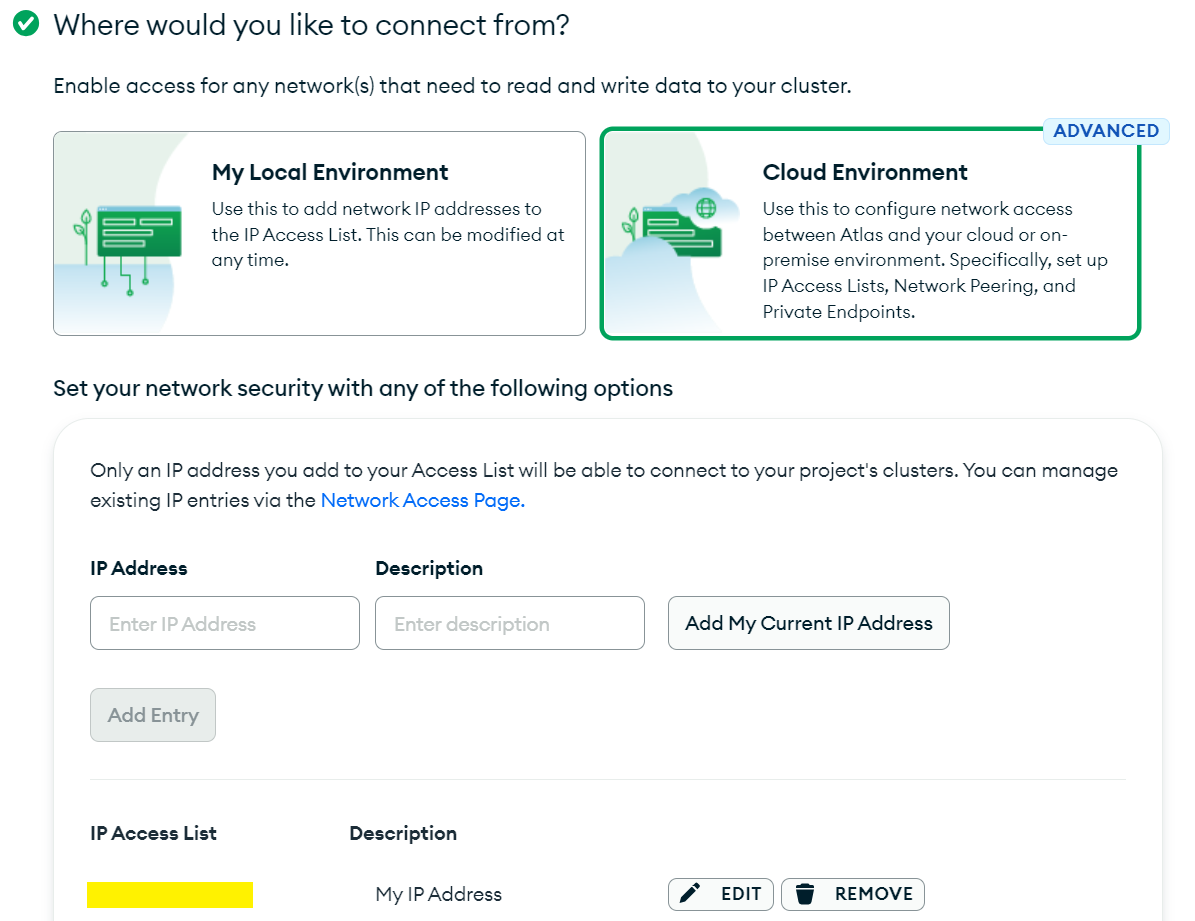 Where would you like to connect from?
Enable access for any network(s) that need to read and write data to your cluster.
My Local Environment
Use this to add network IP addresses to
the IP Access List. This can be modified at
any time.
ADVANCED
Cloud Environment
Use this to configure network access
between Atlas and your cloud or on-
premise environment. Specifically, set up
IP Access Lists, Network Peering, and
Private Endpoints.
Set your network security with any of the following options
Only an IP address you add to your Access List will be able to connect to your project's clusters. You can manage
existing IP entries via the Network Access Page.
IP Address Description
Enter IP Address Enter description Add My Current IP Address
Add Entry
IP Access List Description
My IP Address EDIT REMOVE